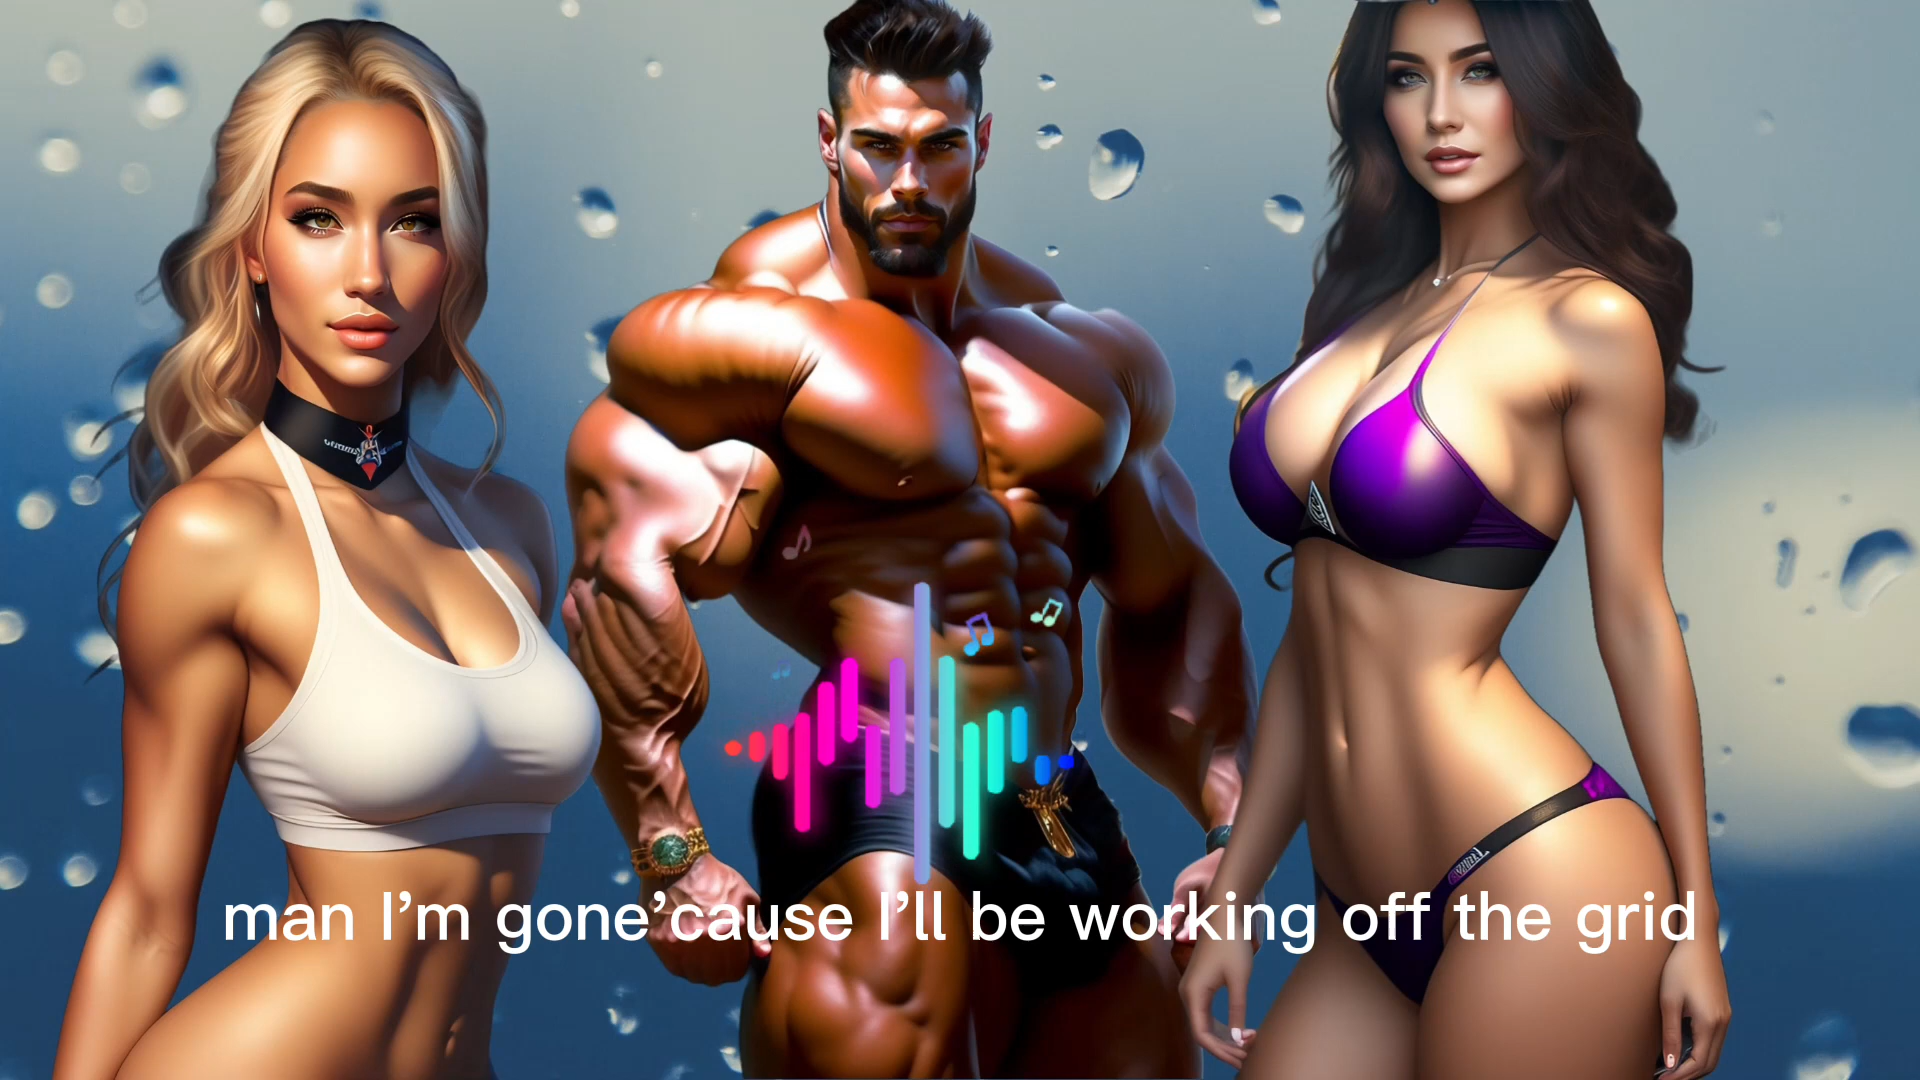 man I’m gone’cause I’ll be working off the grid